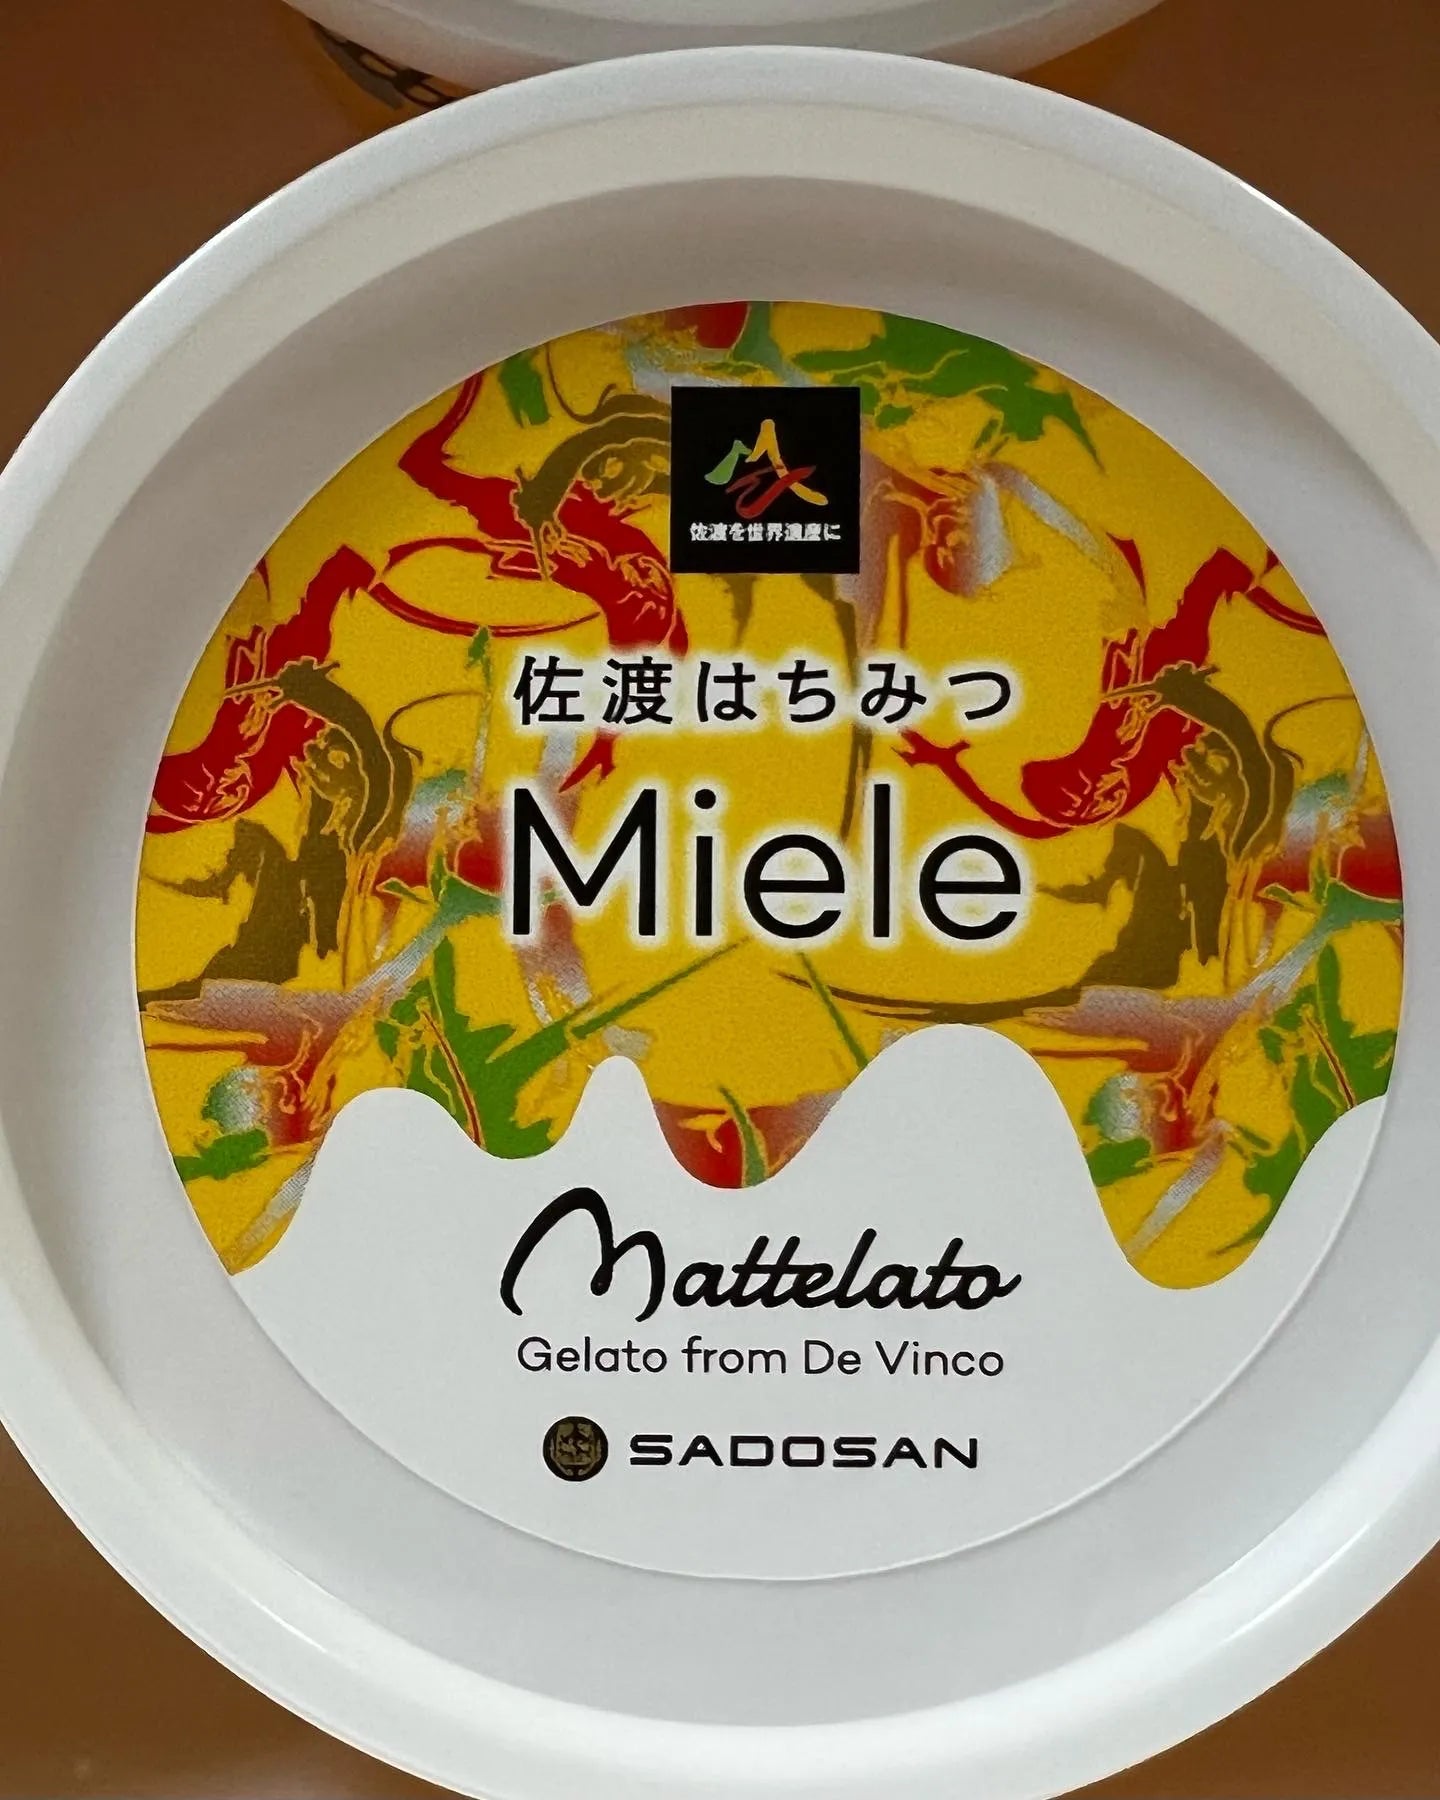 佐渡を世界遺産に
佐渡はちみつ
Miele
Mattelato
Gelato from De Vinco
SADOSAN